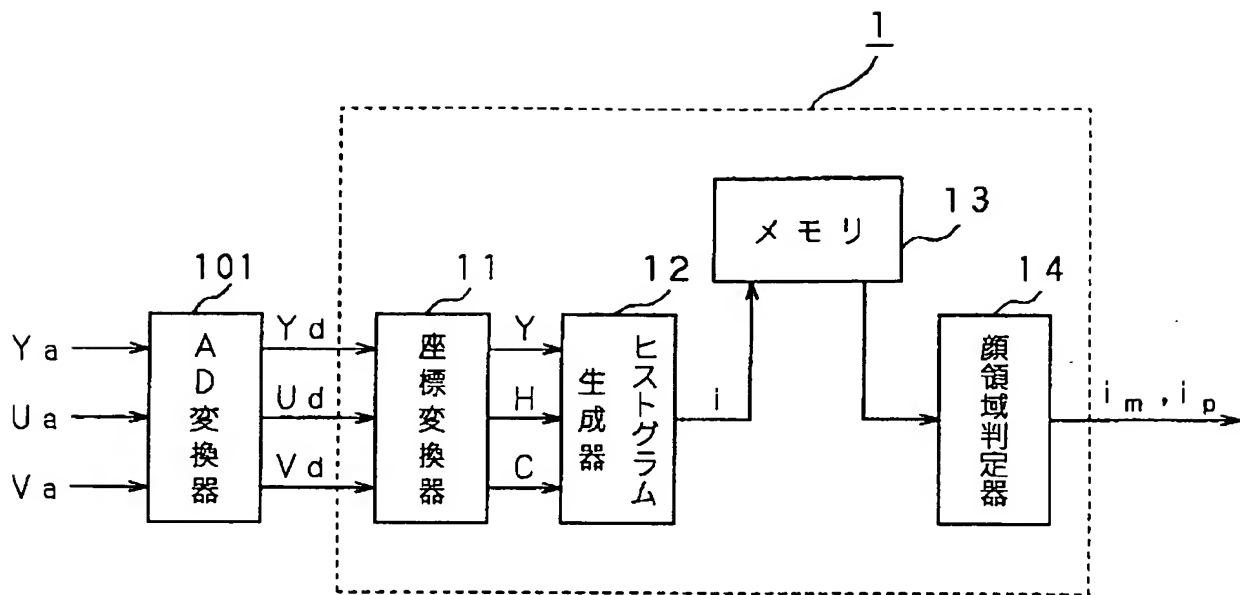 1
メモリ
13
101
11
12
14
Ya
Ua
Va
AD変換器
Yd
Ud
Vd
座標変換器
Y
H
C
ヒストグラム
生成器
i
顔領域判定器
im, ip